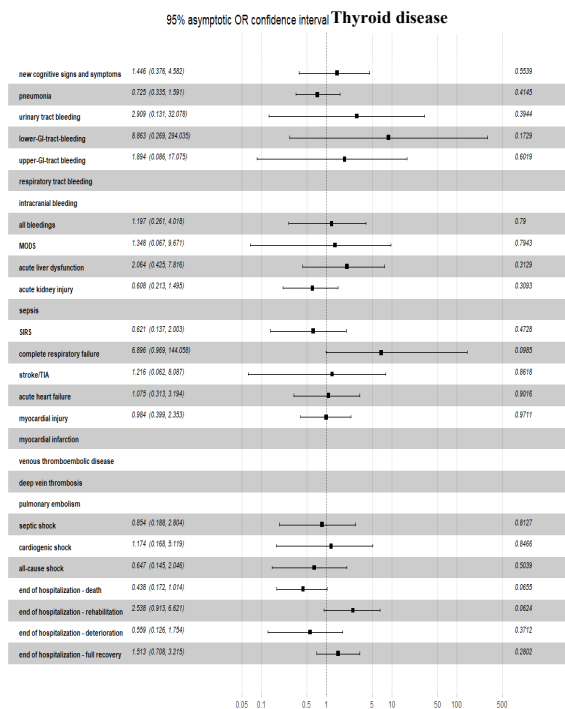 95% asymptotic OR confidence interval Thyroid disease
new cognitive signs and symptoms 1.446 (0.376, 4.582) 0.5539
pneumonia 0.725 (0.335, 1.591) 0.4145
urinary tract bleeding 2.909 (0.131, 32.078) 0.3944
lower-GI-tract-bleeding 8.863 (0.269, 294.035) 0.1729
upper-GI-tract bleeding 1.894 (0.086, 17.075) 0.6019
respiratory tract bleeding
intracranial bleeding
all bleedings 1.197 (0.261, 4.018) 0.79
MODS 1.348 (0.067, 9.671) 0.7943
acute liver dysfunction 2.064 (0.425, 7.816) 0.3129
acute kidney injury 0.608 (0.213, 1.495) 0.3093
sepsis
SIRS 0.621 (0.137, 2.003) 0.4728
complete respiratory failure 6.896 (0.969, 144.058) 0.0985
stroke/TIA 1.216 (0.062, 8.087) 0.8618
acute heart failure 1.075 (0.313, 3.194) 0.9016
myocardial injury 0.984 (0.399, 2.353) 0.9711
myocardial infarction
venous thromboembolic disease
deep vein thrombosis
pulmonary embolism
septic shock 0.854 (0.188, 2.804) 0.8127
cardiogenic shock 1.174 (0.168, 5.119) 0.8466
all-cause shock 0.647 (0.145, 2.046) 0.5039
end of hospitalization - death 0.438 (0.172, 1.014) 0.0655
end of hospitalization - rehabilitation 2.538 (0.913, 6.621) 0.0624
end of hospitalization - deterioration 0.559 (0.126, 1.754) 0.3712
end of hospitalization - full recovery 1.513 (0.708, 3.215) 0.2802
0.05 0.1 0.5 1 5 10 50 100 500